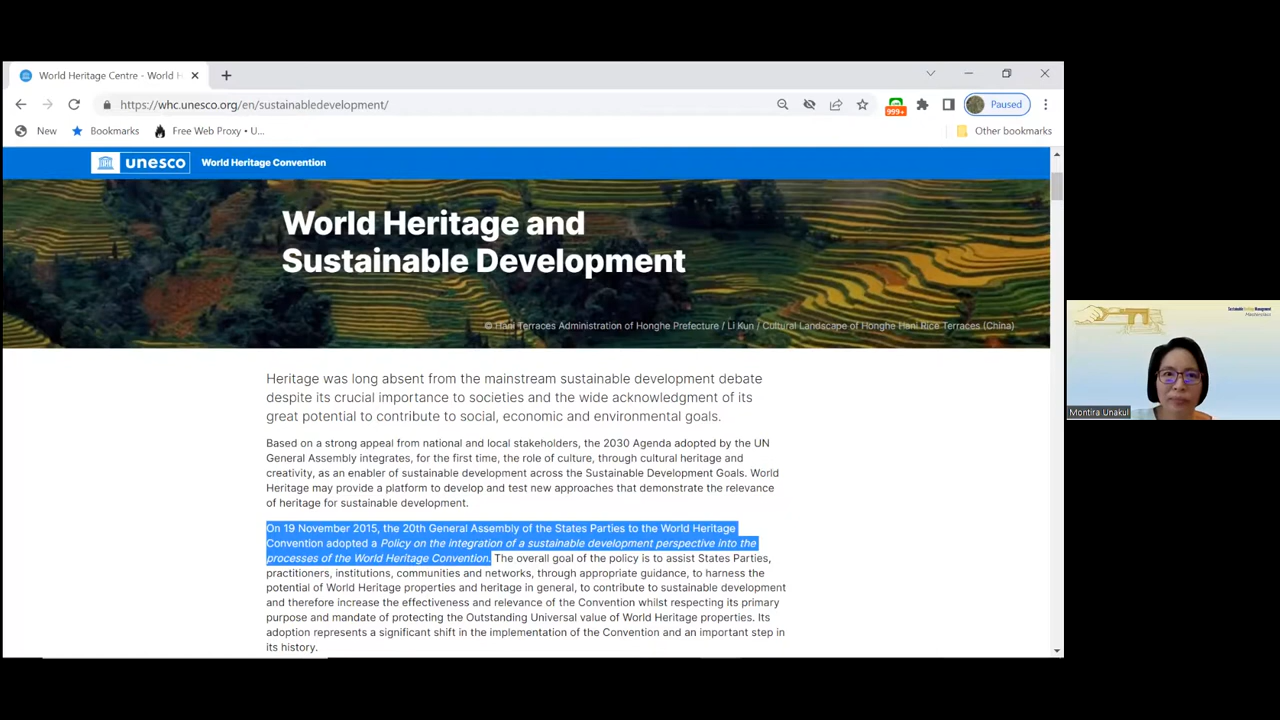 World Heritage Centre - World H
https://whc.unesco.org/en/sustainabledevelopment/
999+
Paused
New
Bookmarks
Free Web Proxy • U...
Other bookmarks
unesco
World Heritage Convention
World Heritage and
Sustainable Development
© Hani Terraces Administration of Honghe Prefecture / Li Kun / Cultural Landscape of Honghe Hani Rice Terraces (China)
Heritage was long absent from the mainstream sustainable development debate
despite its crucial importance to societies and the wide acknowledgment of its
great potential to contribute to social, economic and environmental goals.
Based on a strong appeal from national and local stakeholders, the 2030 Agenda adopted by the UN
General Assembly integrates, for the first time, the role of culture, through cultural heritage and
creativity, as an enabler of sustainable development across the Sustainable Development Goals. World
Heritage may provide a platform to develop and test new approaches that demonstrate the relevance
of heritage for sustainable development.
On 19 November 2015, the 20th General Assembly of the States Parties to the World Heritage
Convention adopted a Policy on the integration of a sustainable development perspective into the
processes of the World Heritage Convention. The overall goal of the policy is to assist States Parties,
practitioners, institutions, communities and networks, through appropriate guidance, to harness the
potential of World Heritage properties and heritage in general, to contribute to sustainable development
and therefore increase the effectiveness and relevance of the Convention whilst respecting its primary
purpose and mandate of protecting the Outstanding Universal value of World Heritage properties. Its
adoption represents a significant shift in the implementation of the Convention and an important step in
its history.
Montira Unakul